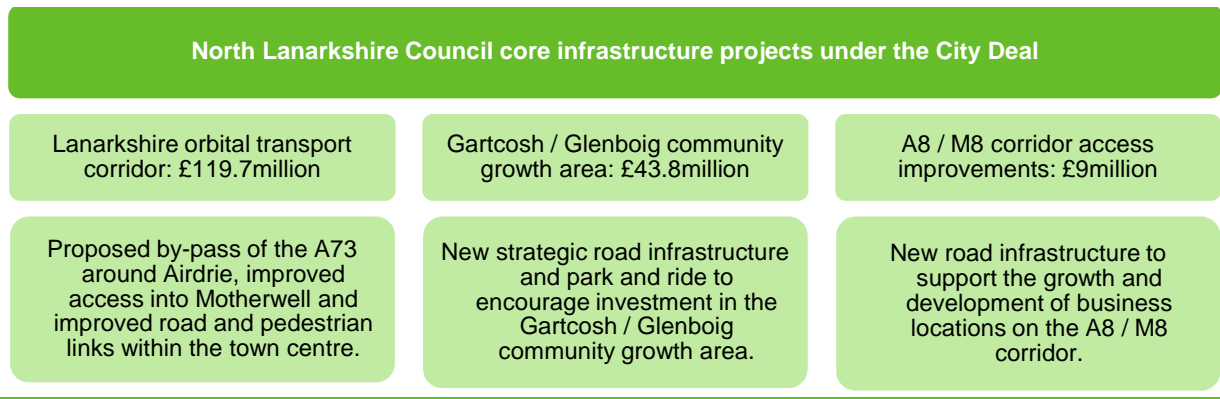 North Lanarkshire Council core infrastructure projects under the City Deal
Lanarkshire orbital transport
corridor: £119.7million
Gartcosh / Glenboig community
growth area: £43.8million
A8 / M8 corridor access
improvements: £9million
Proposed by-pass of the A73
around Airdrie, improved
access into Motherwell and
improved road and pedestrian
links within the town centre.
New strategic road infrastructure
and park and ride to
encourage investment in the
Gartcosh / Glenboig
community growth area.
New road infrastructure to
support the growth and
development of business
locations on the A8 / M8
corridor.